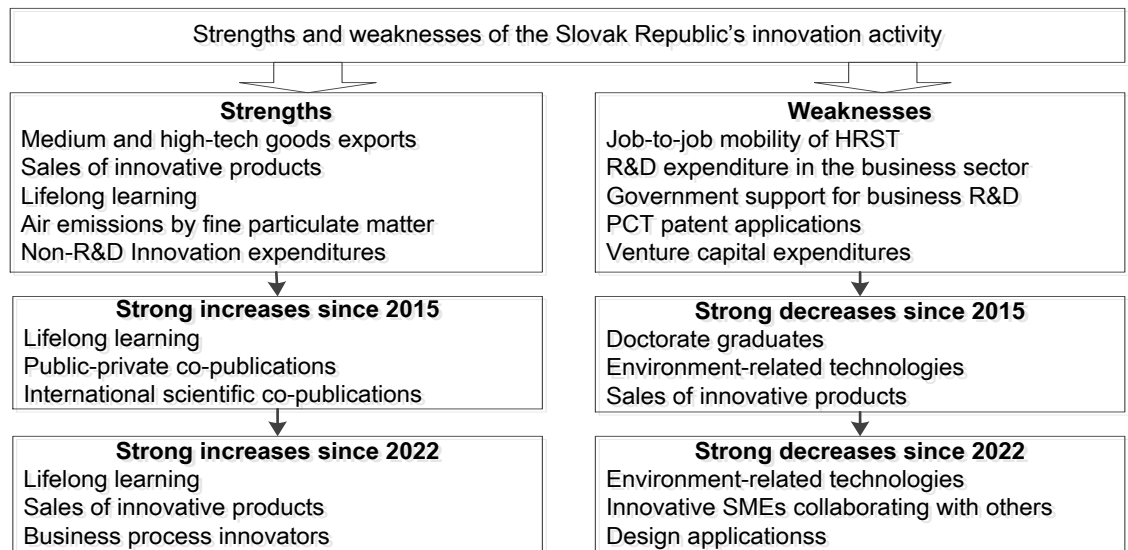 Strengths and weaknesses of the Slovak Republic's innovation activity
Strengths
Medium and high-tech goods exports
Sales of innovative products
Lifelong learning
Air emissions by fine particulate matter
Non-R&D Innovation expenditures
Weaknesses
Job-to-job mobility of HRST
R&D expenditure in the business sector
Government support for business R&D
PCT patent applications
Venture capital expenditures
Strong increases since 2015
Lifelong learning
Public-private co-publications
International scientific co-publications
Strong decreases since 2015
Doctorate graduates
Environment-related technologies
Sales of innovative products
Strong increases since 2022
Lifelong learning
Sales of innovative products
Business process innovators
Strong decreases since 2022
Environment-related technologies
Innovative SMEs collaborating with others
Design applicationss